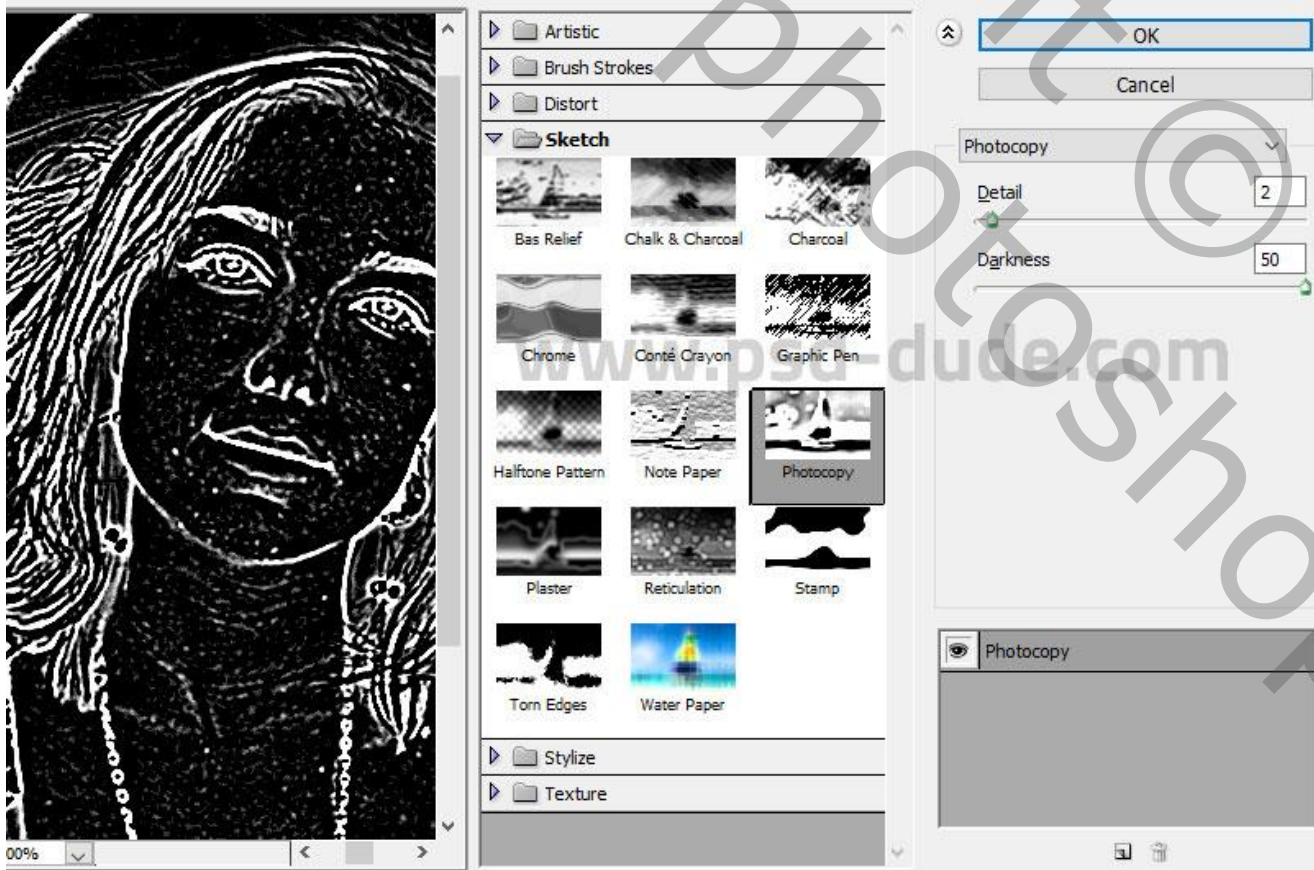 Artistic
Brush Strokes
Distort
Sketch
Bas Relief
Chalk & Charcoal
Charcoal
Chrome
Conté Crayon
Graphic Pen
Halftone Pattern
Note Paper
Photocopy
Plaster
Reticulation
Stamp
Torn Edges
Water Paper
Stylize
Texture
00%
OK
Cancel
Photocopy
Detail
2
Darkness
50
Photocopy
www.psd-dude.com
©
photoshop